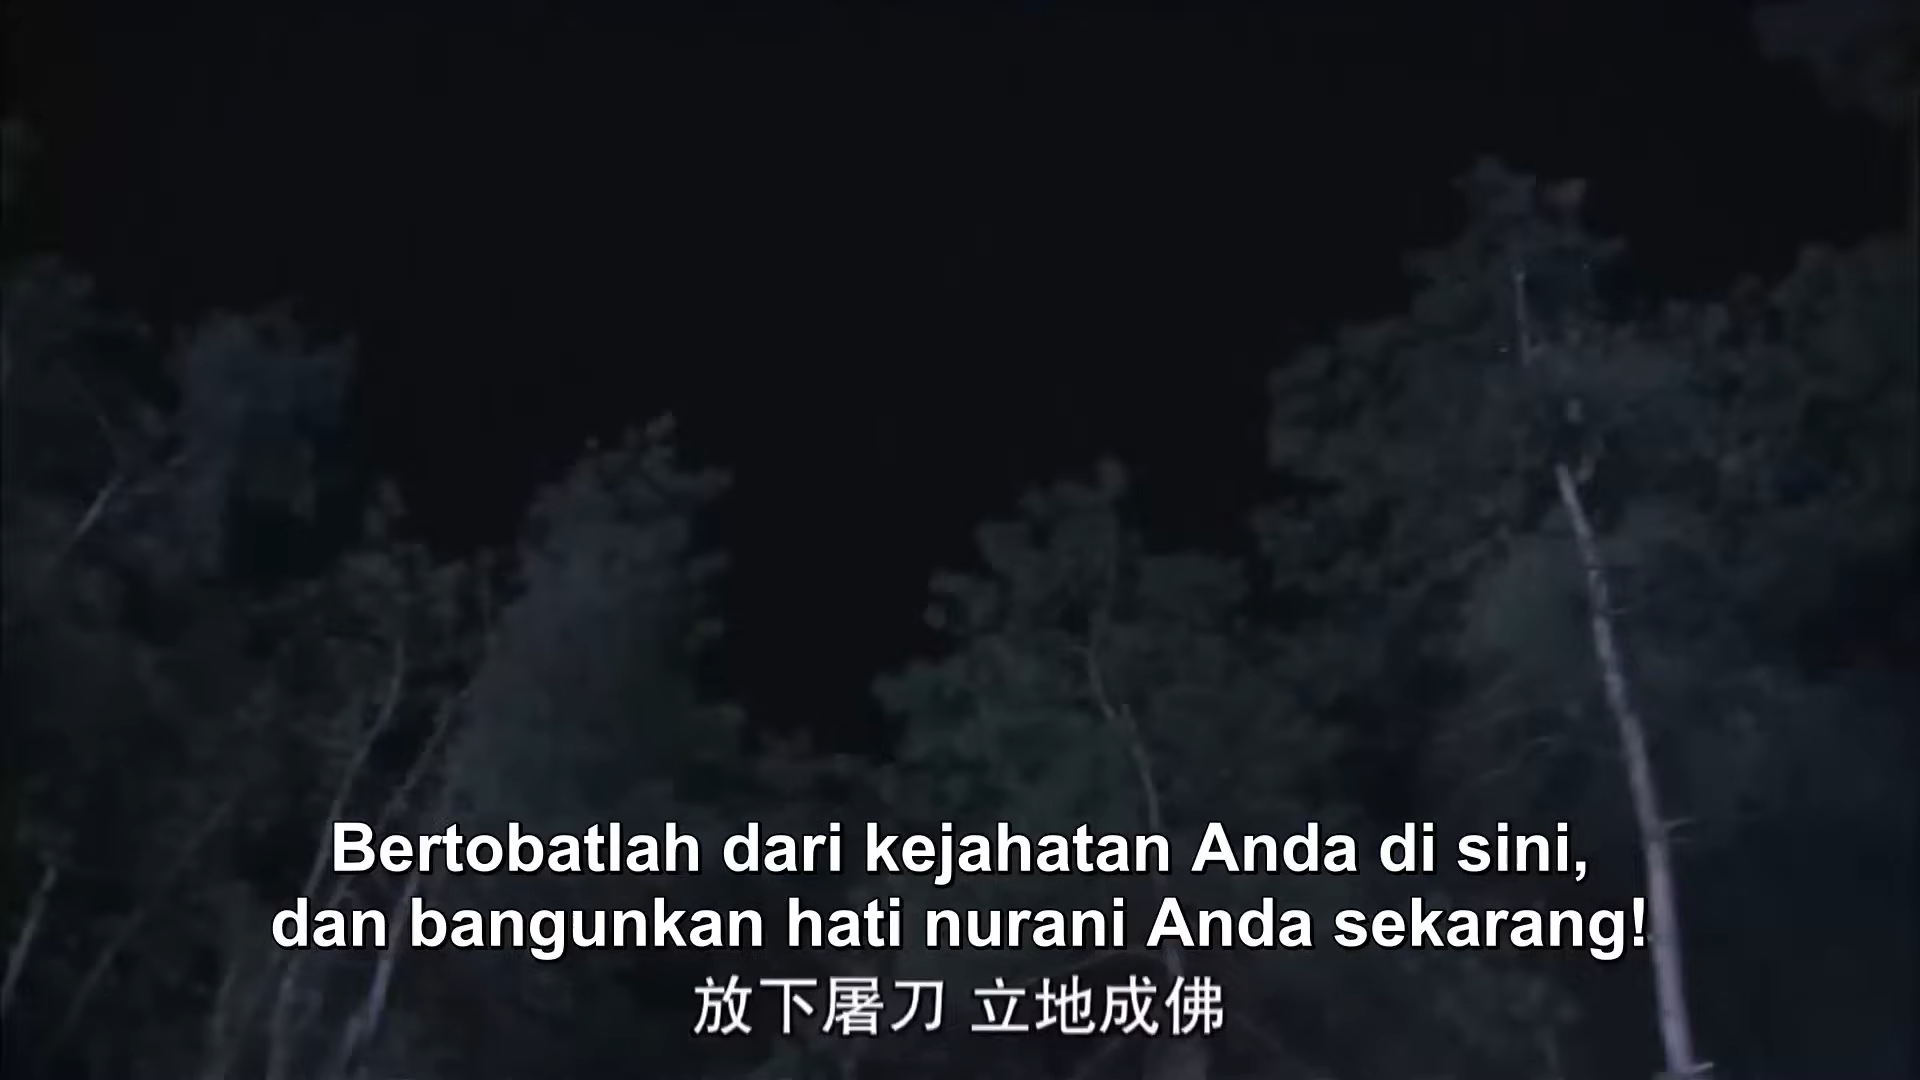 Bertobatlah dari kejahatan Anda di sini,
dan bangunkan hati nurani Anda sekarang!
放下屠刀 立地成佛